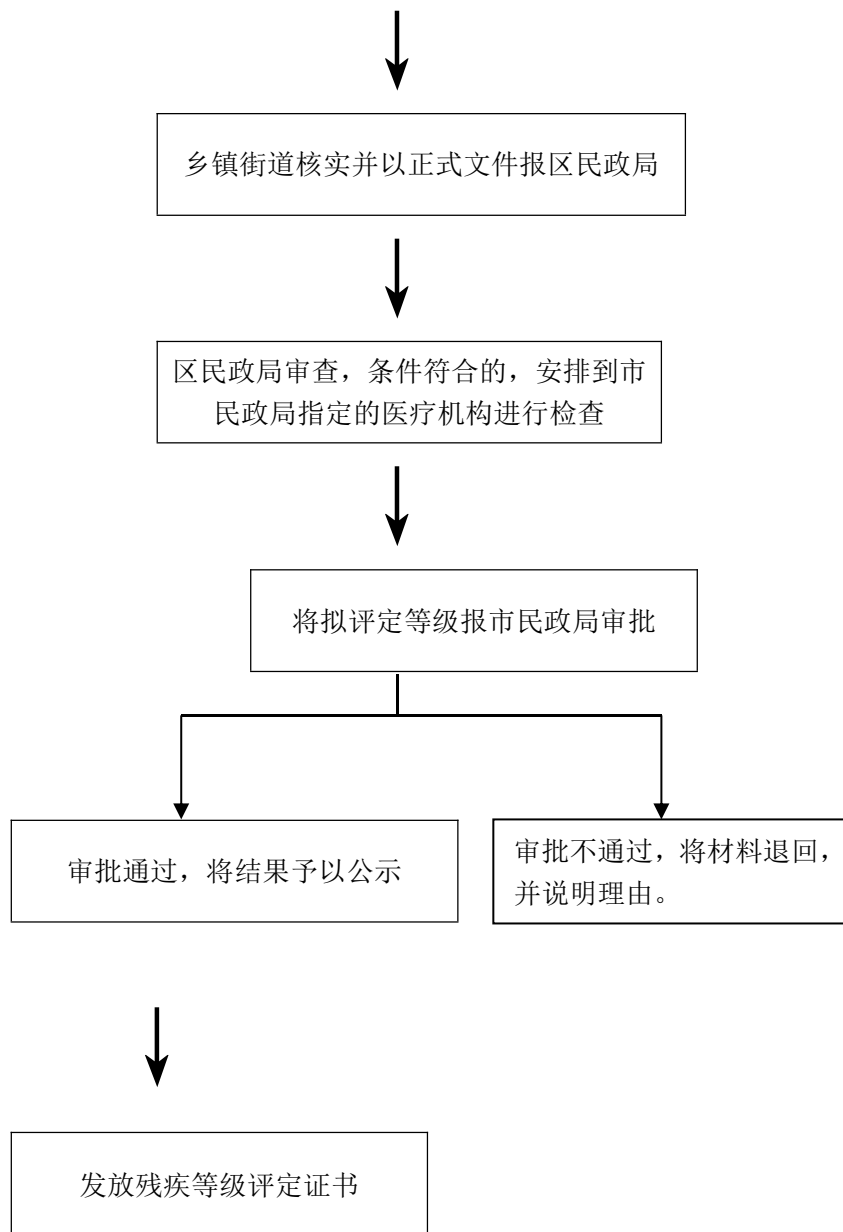 乡镇街道核实并以正式文件报区民政局
区民政局审查，条件符合的，安排到市
民政局指定的医疗机构进行检查
将拟评定等级报市民政局审批
审批通过，将结果予以公示
审批不通过，将材料退回，
并说明理由。
发放残疾等级评定证书